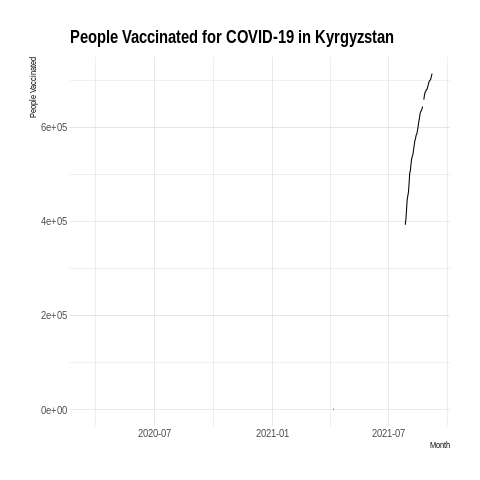 People Vaccinated for COVID-19 in Kyrgyzstan
People Vaccinated
6e+05
4e+05
2e+05
0e+00
2020-07 2021-01 2021-07
Month